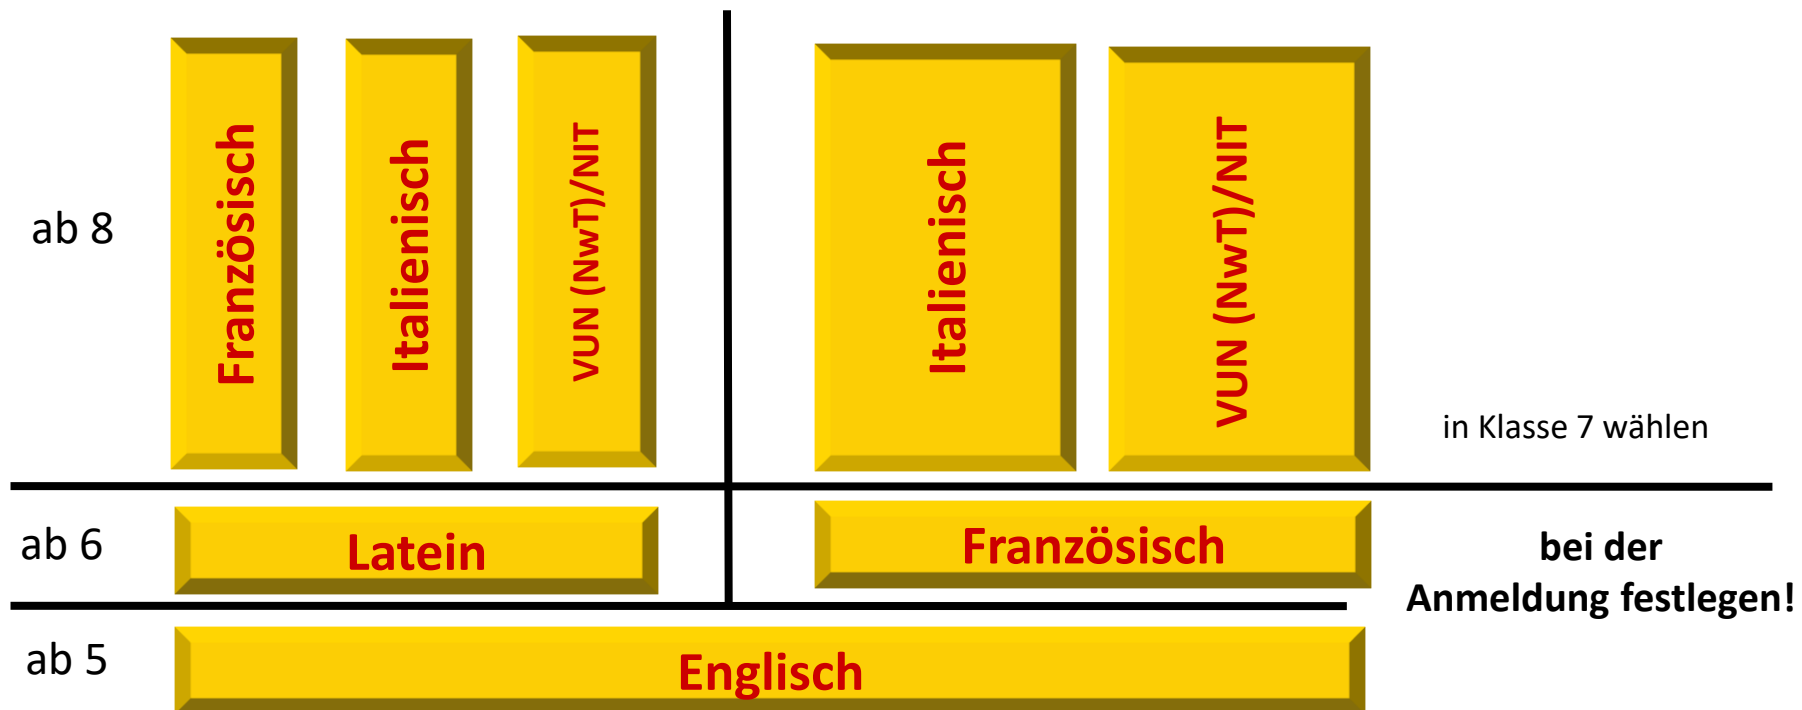 ab 8
Französisch
Italienisch
VUN (NwT)/NIT
Italienisch
VUN (NwT)/NIT
in Klasse 7 wählen
ab 6
Latein
Französisch
bei der
Anmeldung festlegen!
ab 5
Englisch